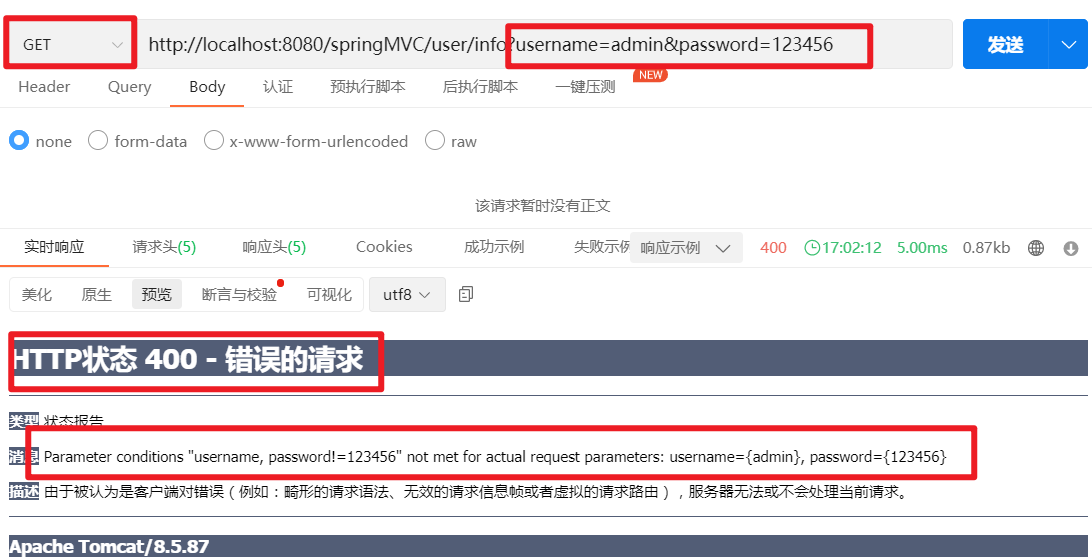 GET http://localhost:8080/springMVC/user/info?username=admin&password=123456 发送
Header Query Body 认证 预执行脚本 后执行脚本 一键压测 NEW
none form-data x-www-form-urlencoded raw
该请求暂时没有正文
实时响应 请求头(5) 响应头(5) Cookies 成功示例 失败示例 响应示例 400 17:02:12 5.00ms 0.87kb
美化 原生 预览 断言与校验 可视化 utf8
HTTP状态 400 - 错误的请求
类型 状态报告
消息 Parameter conditions "username, password!=123456" not met for actual request parameters: username={admin}, password={123456}
描述 由于被认为是客户端对错误（例如：畸形的请求语法、无效的请求信息帧或者虚拟的请求路由），服务器无法或不会处理当前请求。
Apache Tomcat/8.5.87